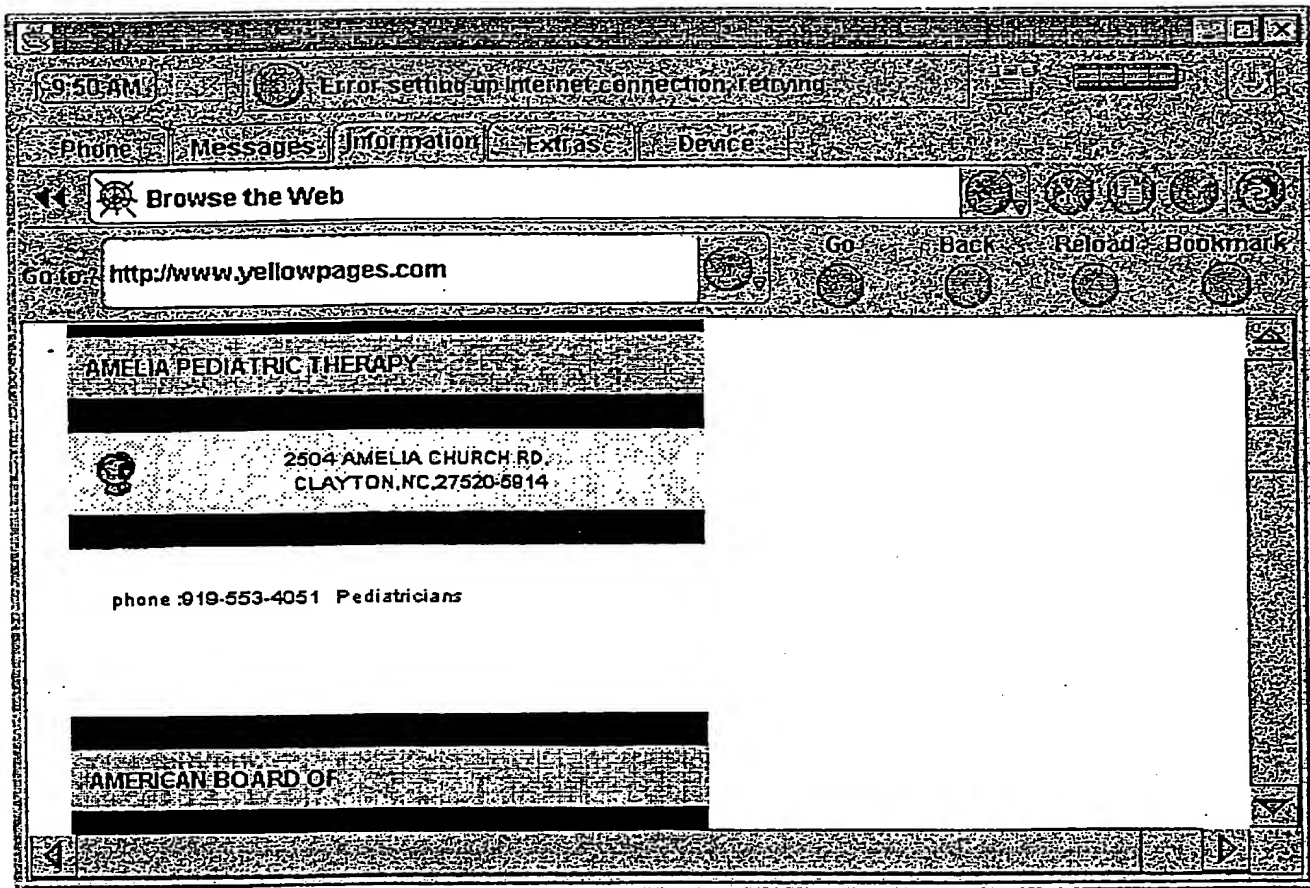 9:50 AM
Error setting up Internet connection, retrying
Phone Messages Information Extras Device
Browse the Web
Go Back Reload Bookmark
Go to: http://www.yellowpages.com
AMELIA PEDIATRIC THERAPY
2504 AMELIA CHURCH RD,
CLAYTON,NC,27520-5914
phone :919-553-4051 Pediatricians
AMERICAN BOARD OF